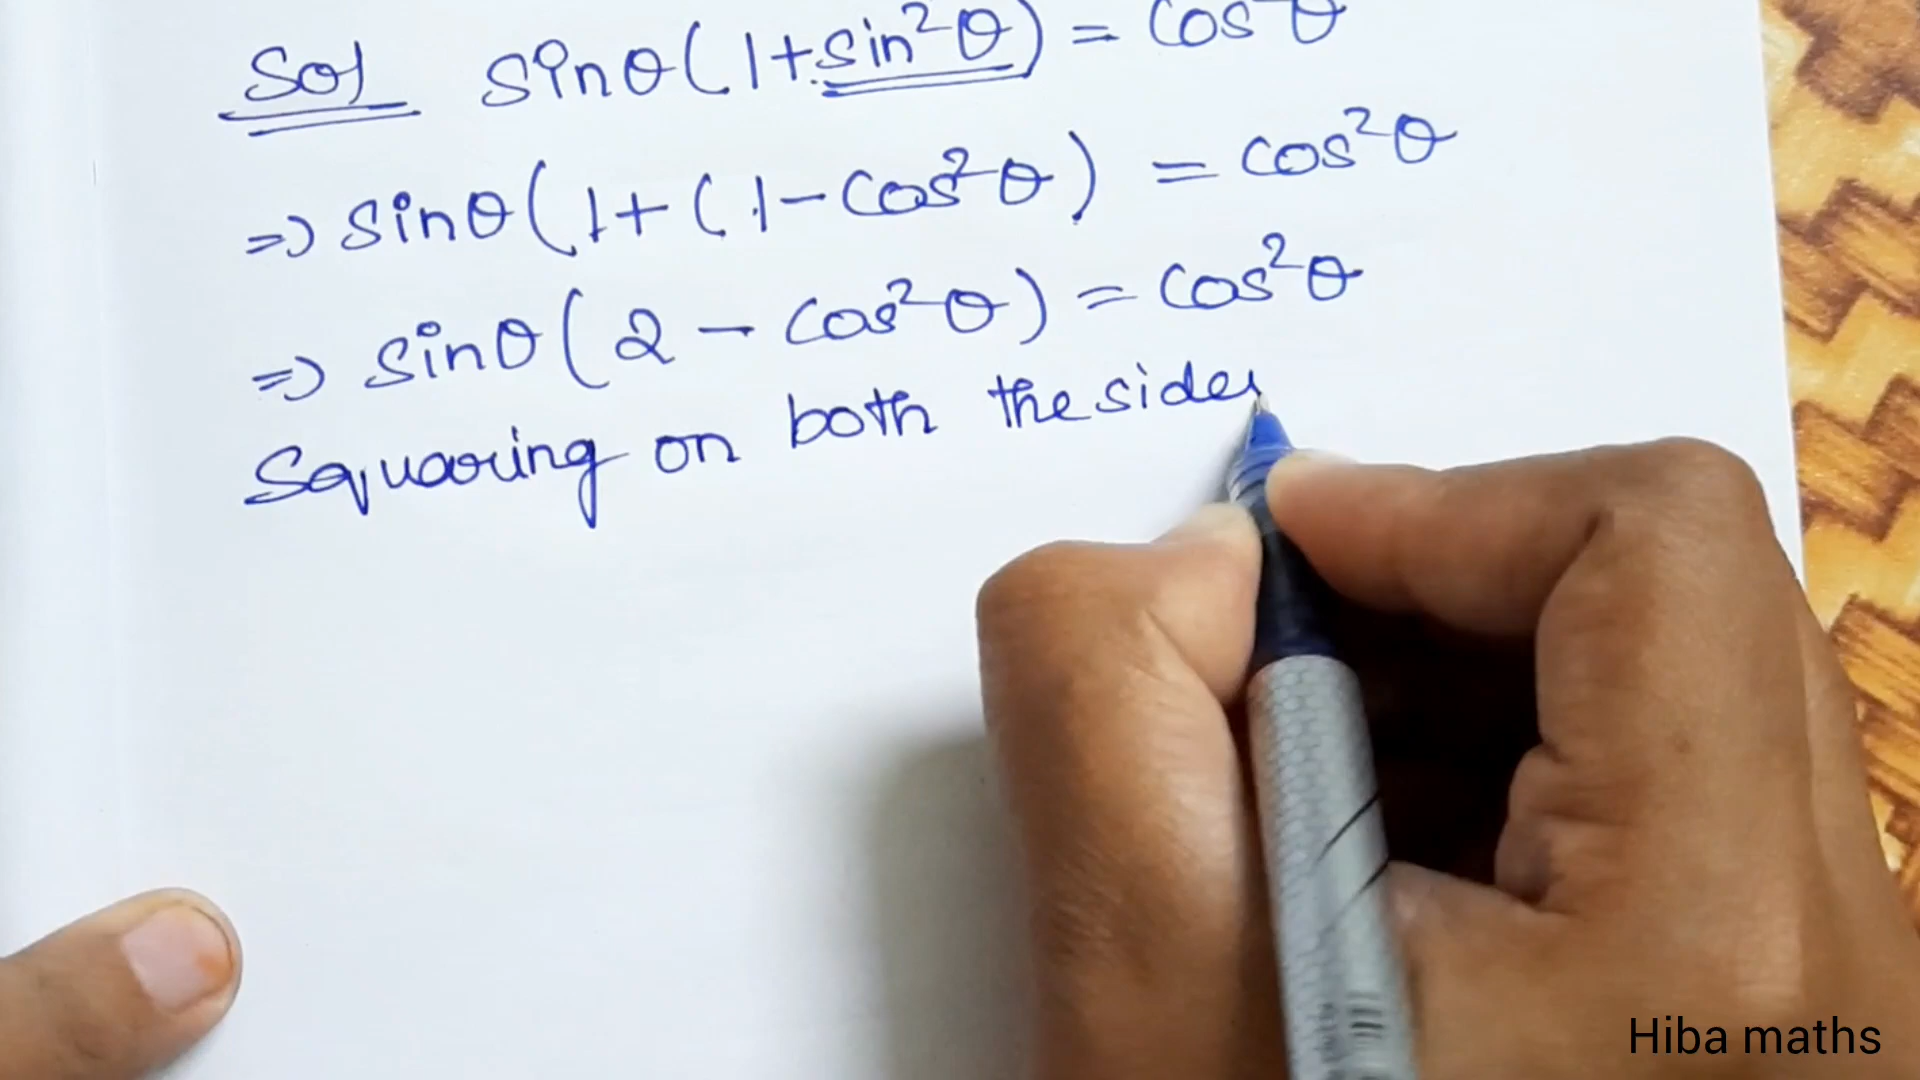 Sol sinθ(1+sin²θ) = cos²θ
=> sinθ(1+(1-cos²θ) = cos²θ
=> sinθ(2 - cos²θ) = cos²θ
Squaring on both the sides
Hiba maths